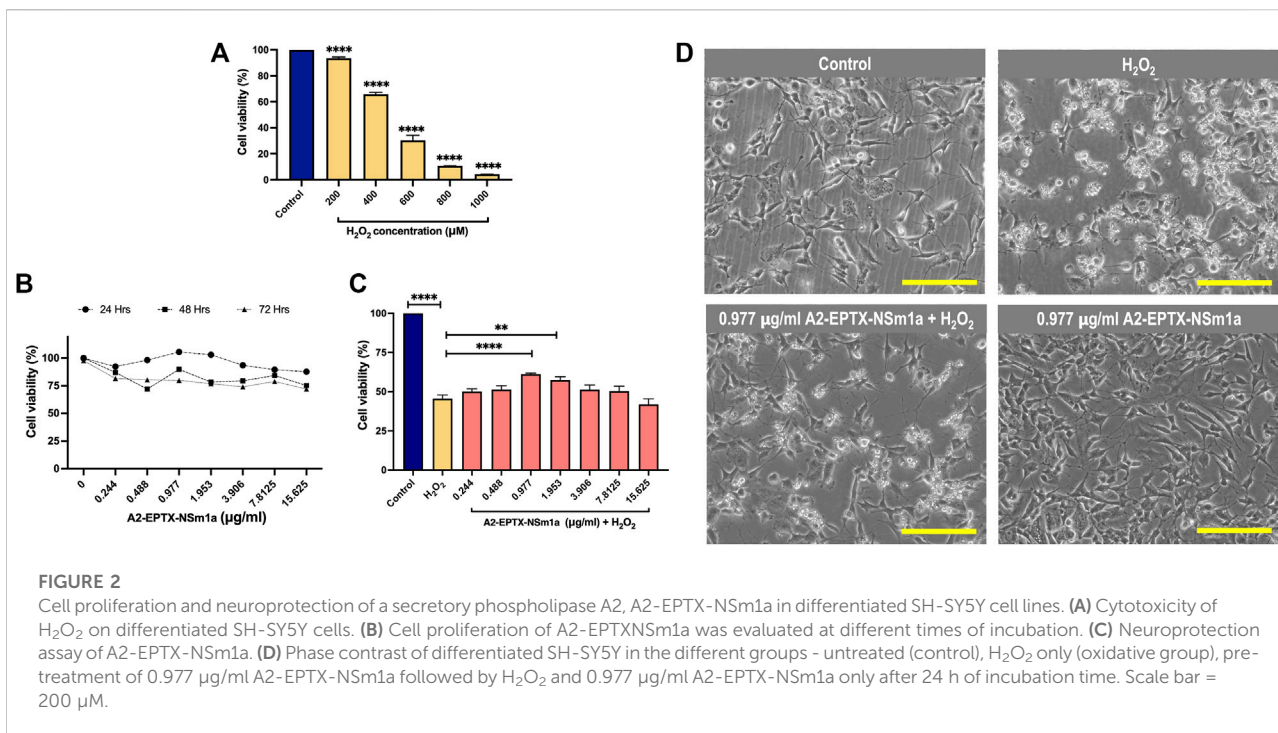 A
Cell viability (%)
100
80
60
40
20
0
****
****
****
****
****
Control
200
400
600
800
1000
H₂O₂ concentration (μM)
B
24 Hrs
48 Hrs
72 Hrs
Cell viability (%)
100
75
50
25
0
0
0.244
0.488
0.977
1.953
3.906
7.8125
15.625
A2-EPTX-NSm1a (μg/ml)
C
Cell viability (%)
100
75
50
25
0
****
**
****
Control
H₂O₂
0.244
0.488
0.977
1.953
3.906
7.8125
15.625
A2-EPTX-NSm1a (μg/ml) + H₂O₂
D
Control
H₂O₂
0.977 μg/ml A2-EPTX-NSm1a + H₂O₂
0.977 μg/ml A2-EPTX-NSm1a
FIGURE 2
Cell proliferation and neuroprotection of a secretory phospholipase A2, A2-EPTX-NSm1a in differentiated SH-SY5Y cell lines. (A) Cytotoxicity of
H₂O₂ on differentiated SH-SY5Y cells. (B) Cell proliferation of A2-EPTXNSm1a was evaluated at different times of incubation. (C) Neuroprotection
assay of A2-EPTX-NSm1a. (D) Phase contrast of differentiated SH-SY5Y in the different groups - untreated (control), H₂O₂ only (oxidative group), pre-
treatment of 0.977 μg/ml A2-EPTX-NSm1a followed by H₂O₂ and 0.977 μg/ml A2-EPTX-NSm1a only after 24 h of incubation time. Scale bar =
200 μM.